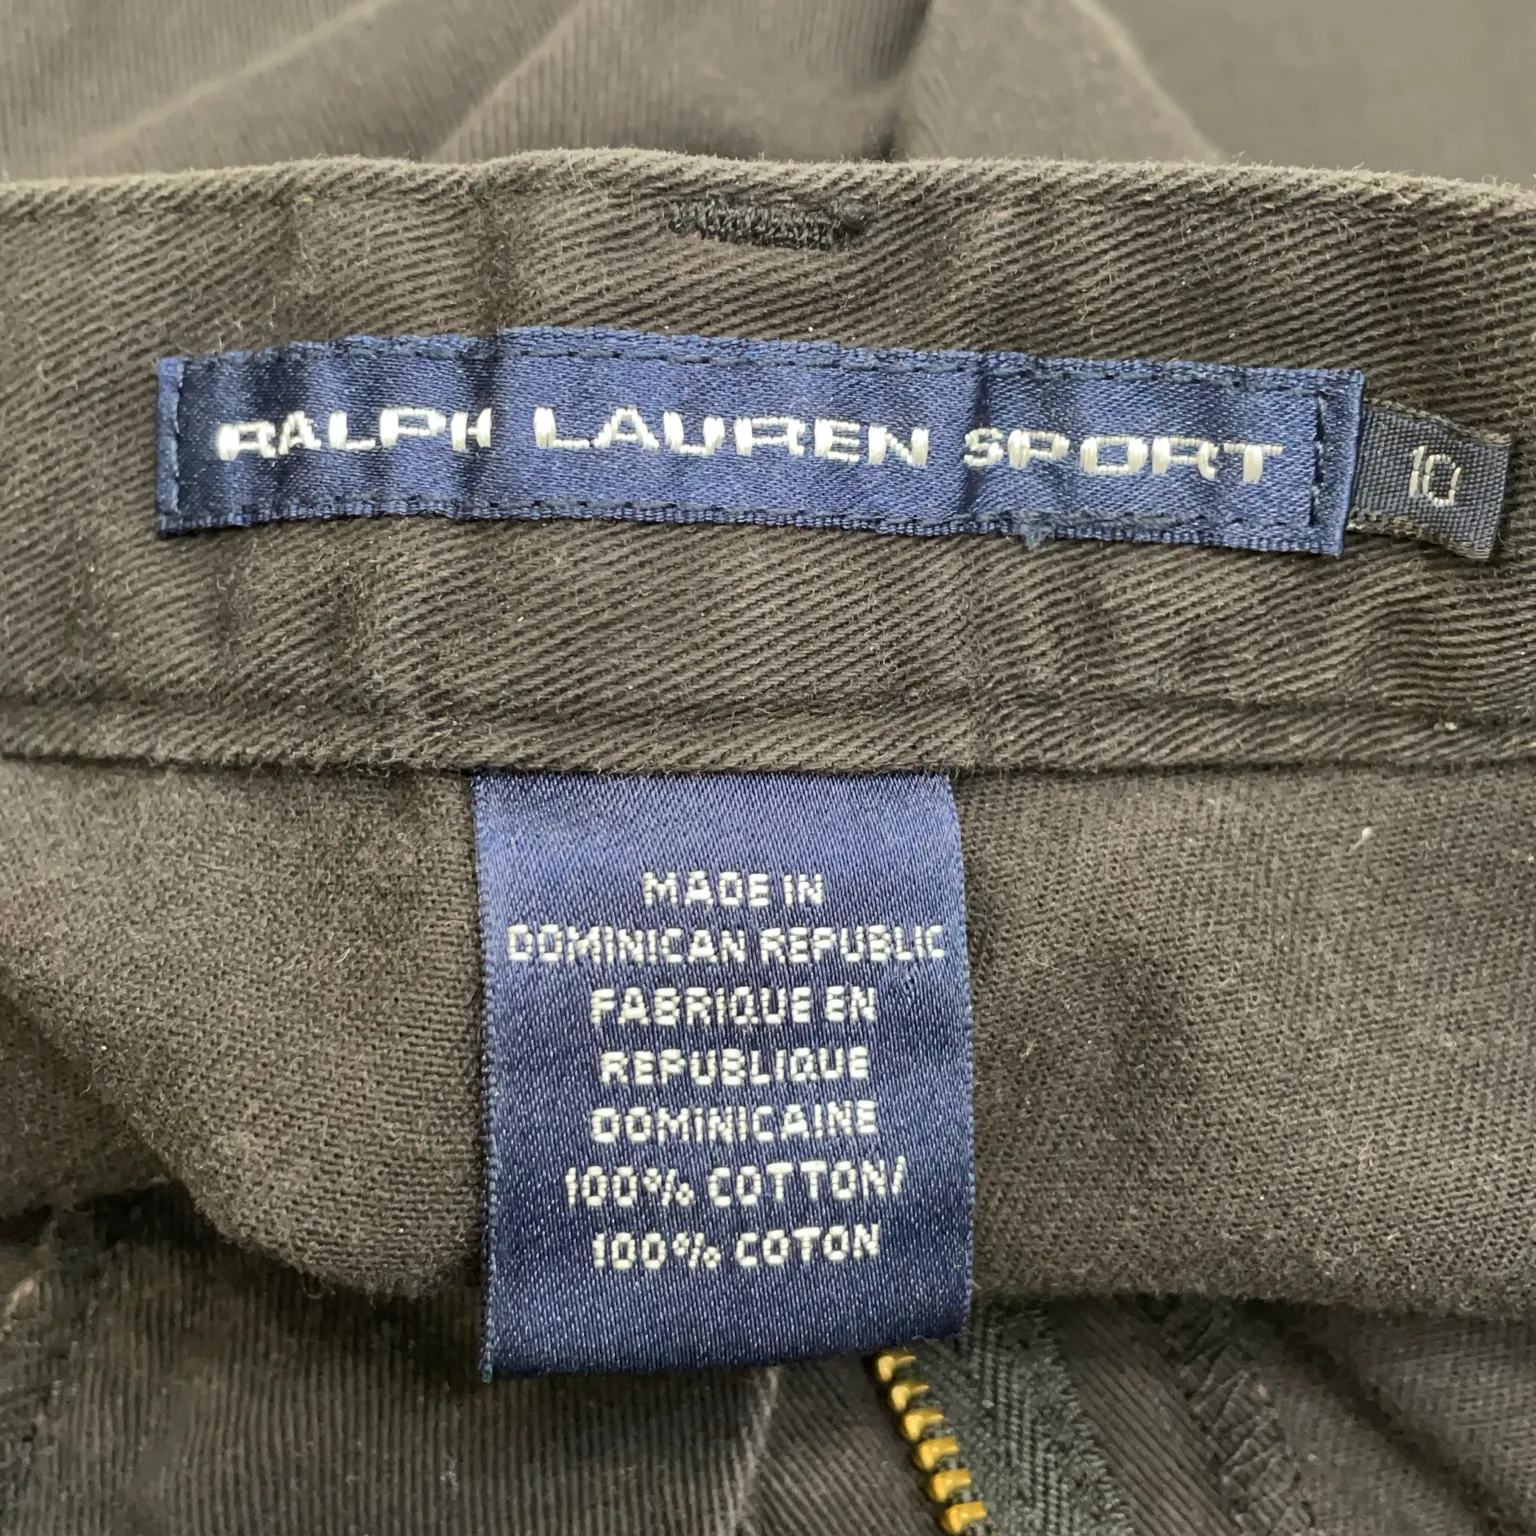 RALPH LAUREN SPORT
10
MADE IN
DOMINICAN REPUBLIC
FABRIQUE EN
REPUBLIQUE
DOMINICAINE
100% COTTON/
100% COTON